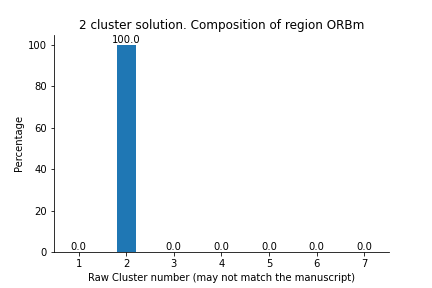 2 cluster solution. Composition of region ORBm
100.0
100
80
60
40
20
0
Percentage
0.0 0.0 0.0 0.0 0.0 0.0
1 2 3 4 5 6 7
Raw Cluster number (may not match the manuscript)